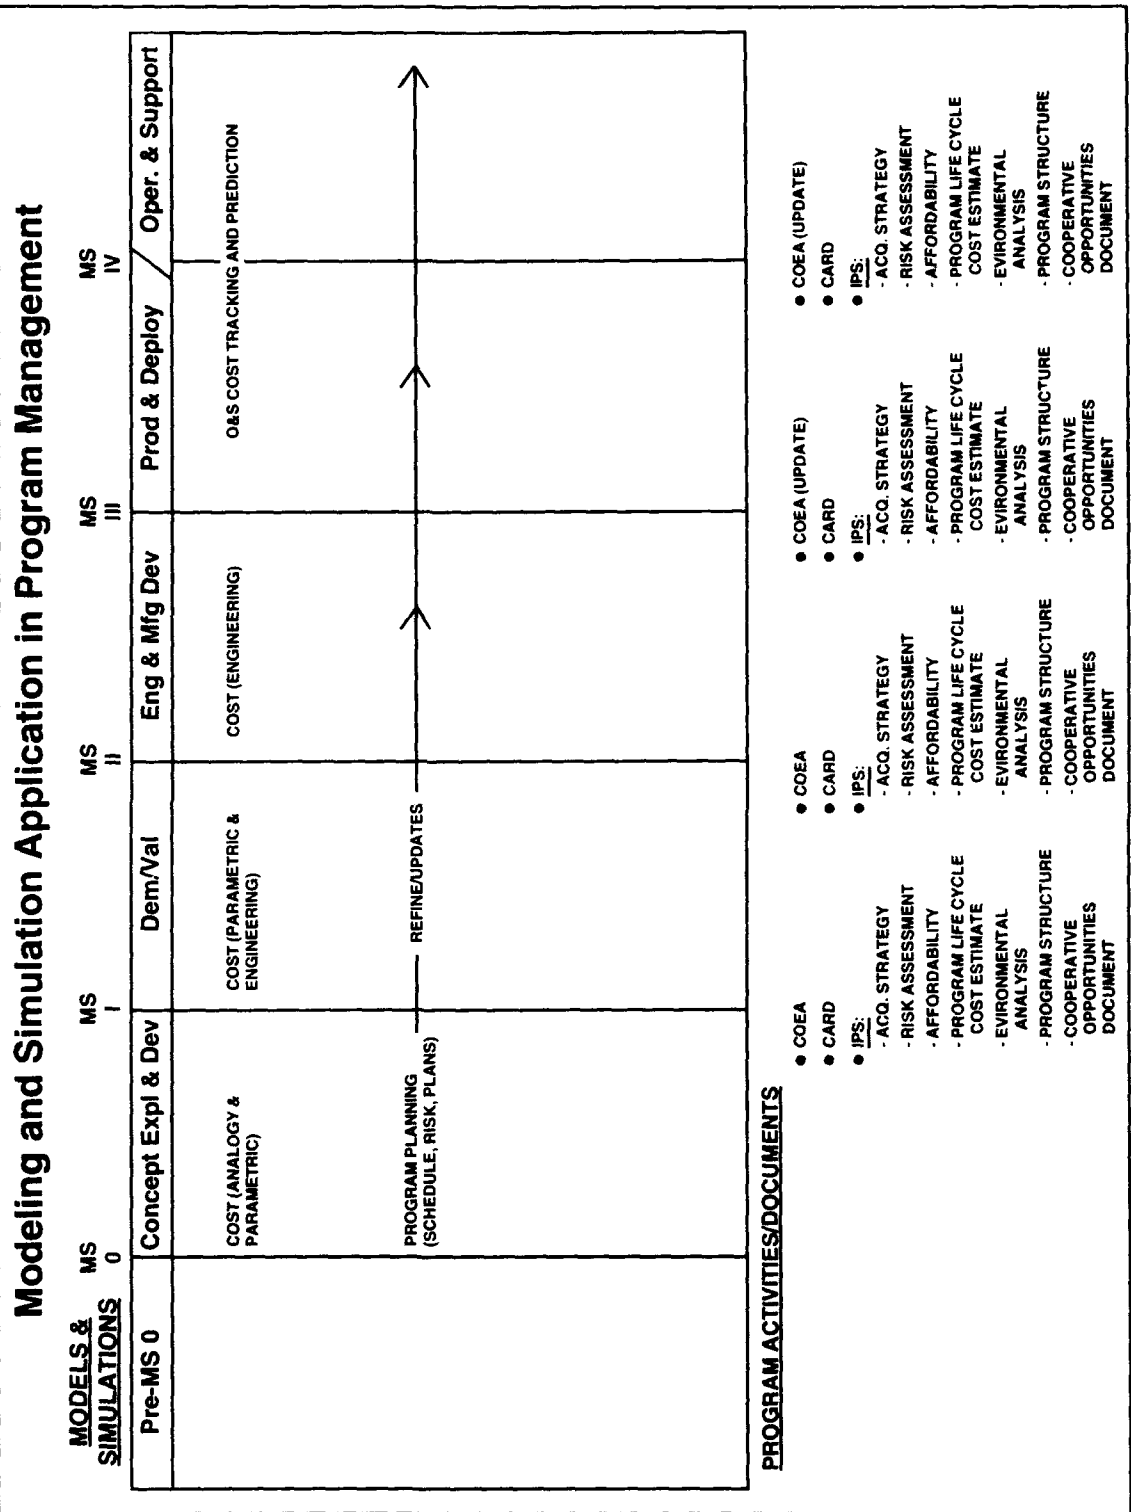 Modeling and Simulation Application in Program Management
MODELS &
SIMULATIONS
MS
0
MS
I
MS
II
MS
III
MS
IV
Pre-MS 0
Concept Expl & Dev
Dem/Val
Eng & Mfg Dev
Prod & Deploy
Oper. & Support
COST (ANALOGY &
PARAMETRIC)
COST (PARAMETRIC &
ENGINEERING)
COST (ENGINEERING)
O&S COST TRACKING AND PREDICTION
PROGRAM PLANNING
(SCHEDULE, RISK, PLANS)
REFINE/UPDATES
PROGRAM ACTIVITIES/DOCUMENTS
● COEA
● CARD
● IPS:
- ACQ. STRATEGY
- RISK ASSESSMENT
- AFFORDABILITY
- PROGRAM LIFE CYCLE
COST ESTIMATE
- EVIRONMENTAL
ANALYSIS
- PROGRAM STRUCTURE
- COOPERATIVE
OPPORTUNITIES
DOCUMENT
● COEA
● CARD
● IPS:
- ACQ. STRATEGY
- RISK ASSESSMENT
- AFFORDABILITY
- PROGRAM LIFE CYCLE
COST ESTIMATE
- EVIRONMENTAL
ANALYSIS
- PROGRAM STRUCTURE
- COOPERATIVE
OPPORTUNITIES
DOCUMENT
● COEA (UPDATE)
● CARD
● IPS:
- ACQ. STRATEGY
- RISK ASSESSMENT
- AFFORDABILITY
- PROGRAM LIFE CYCLE
COST ESTIMATE
- EVIRONMENTAL
ANALYSIS
- PROGRAM STRUCTURE
- COOPERATIVE
OPPORTUNITIES
DOCUMENT
● COEA (UPDATE)
● CARD
● IPS:
- ACQ. STRATEGY
- RISK ASSESSMENT
- AFFORDABILITY
- PROGRAM LIFE CYCLE
COST ESTIMATE
- EVIRONMENTAL
ANALYSIS
- PROGRAM STRUCTURE
- COOPERATIVE
OPPORTUNITIES
DOCUMENT